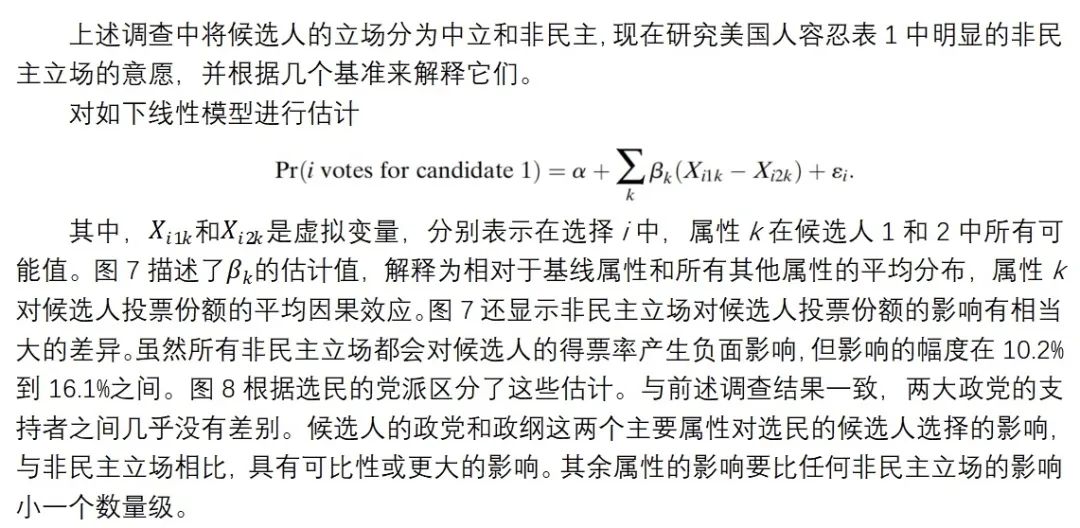 上述调查中将候选人的立场分为中立和非民主,现在研究美国人容忍表 1 中明显的非民
主立场的意愿，并根据几个基准来解释它们。
对如下线性模型进行估计
Pr(i votes for candidate 1) = α + ∑ₖ βₖ(Xᵢ₁ₖ − Xᵢ₂ₖ) + εᵢ.
其中，Xᵢ₁ₖ和Xᵢ₂ₖ是虚拟变量，分别表示在选择 i 中，属性 k 在候选人 1 和 2 中所有可
能值。图 7 描述了βₖ的估计值，解释为相对于基线属性和所有其他属性的平均分布，属性 k
对候选人投票份额的平均因果效应。图 7 还显示非民主立场对候选人投票份额的影响有相当
大的差异。虽然所有非民主立场都会对候选人的得票率产生负面影响,但影响的幅度在 10.2%
到 16.1%之间。图 8 根据选民的党派区分了这些估计。与前述调查结果一致，两大政党的支
持者之间几乎没有差别。候选人的政党和政纲这两个主要属性对选民的候选人选择的影响，
与非民主立场相比，具有可比性或更大的影响。其余属性的影响要比任何非民主立场的影响
小一个数量级。